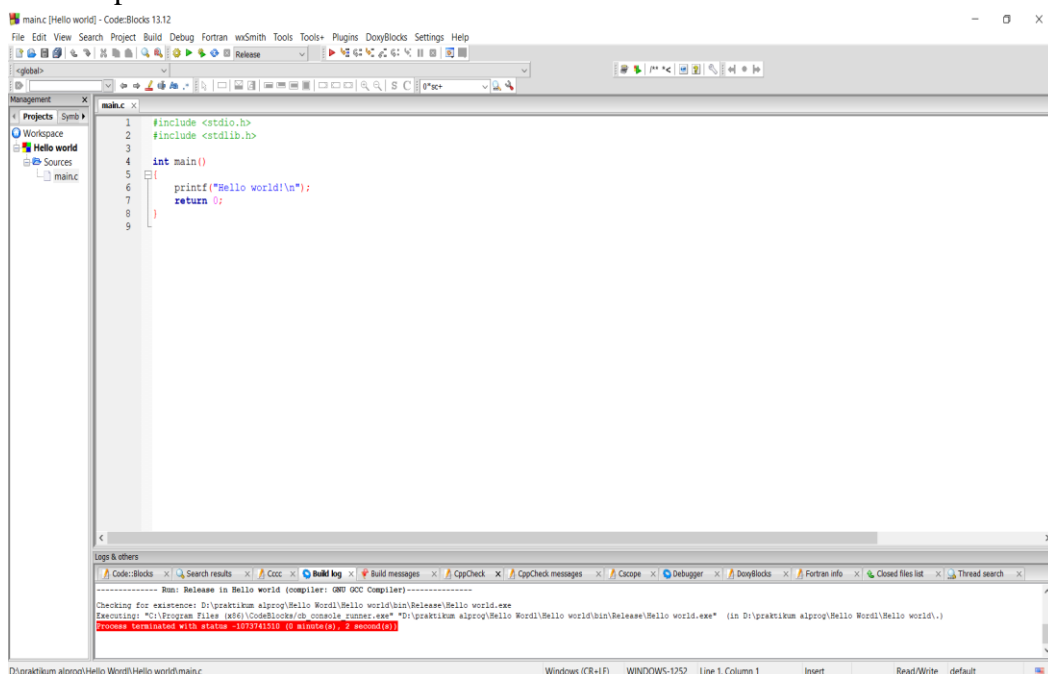 main.c [Hello world] - Code::Blocks 13.12
File Edit View Search Project Build Debug Fortran wxSmith Tools Tools+ Plugins DoxyBlocks Settings Help
Release
<global>
S C 0*sc+
Management
Projects Symb
main.c
Workspace
Hello world
Sources
main.c
1 #include <stdio.h>
2 #include <stdlib.h>
3
4 int main()
5 {
6 printf("Hello world!\n");
7 return 0;
8 }
9
Logs & others
Code::Blocks Search results Cccc Build log Build messages CppCheck CppCheck messages Cscope Debugger DoxyBlocks Fortran info Closed files list Thread search
-------------- Run: Release in Hello world (compiler: GNU GCC Compiler)---------------
Checking for existence: D:\praktikum alprog\Hello Wordl\Hello world\bin\Release\Hello world.exe
Executing: "C:\Program Files (x86)\CodeBlocks/cb_console_runner.exe" "D:\praktikum alprog\Hello Wordl\Hello world\bin\Release\Hello world.exe" (in D:\praktikum alprog\Hello Wordl\Hello world\.)
Process terminated with status -1073741510 (0 minute(s), 2 second(s))
D:\praktikum alprog\Hello Wordl\Hello world\main.c Windows (CR+LF) WINDOWS-1252 Line 1, Column 1 Insert Read/Write default